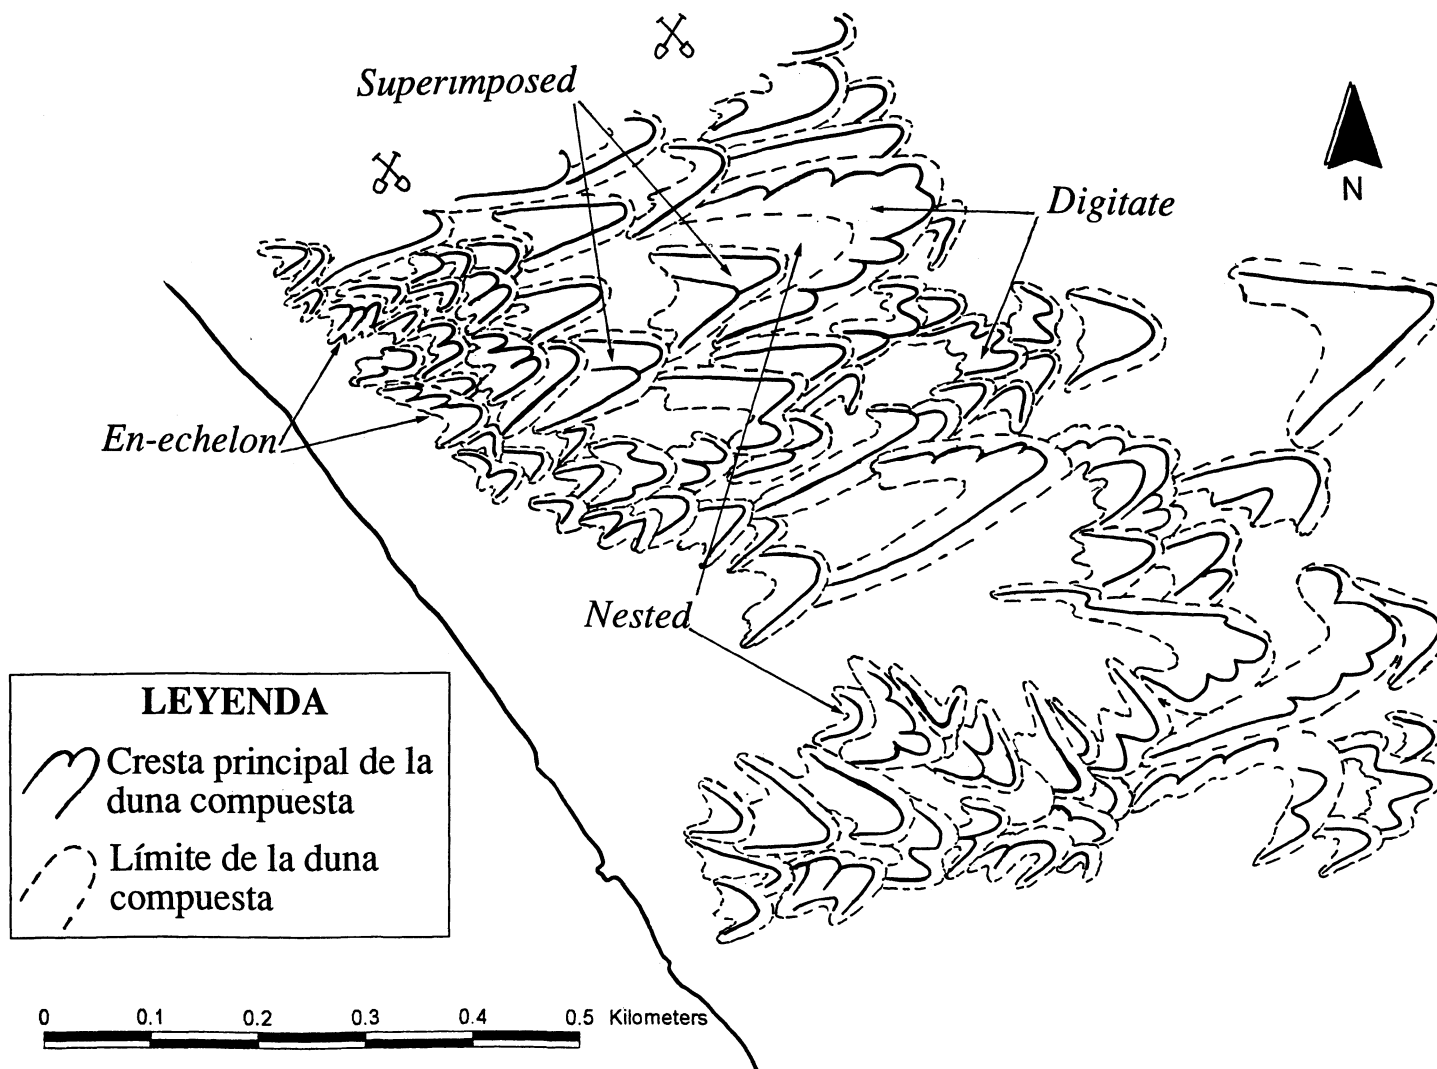 Superimposed
Digitate
N
En-echelon
Nested
LEYENDA
Cresta principal de la
duna compuesta
Límite de la duna
compuesta
0 0.1 0.2 0.3 0.4 0.5 Kilometers